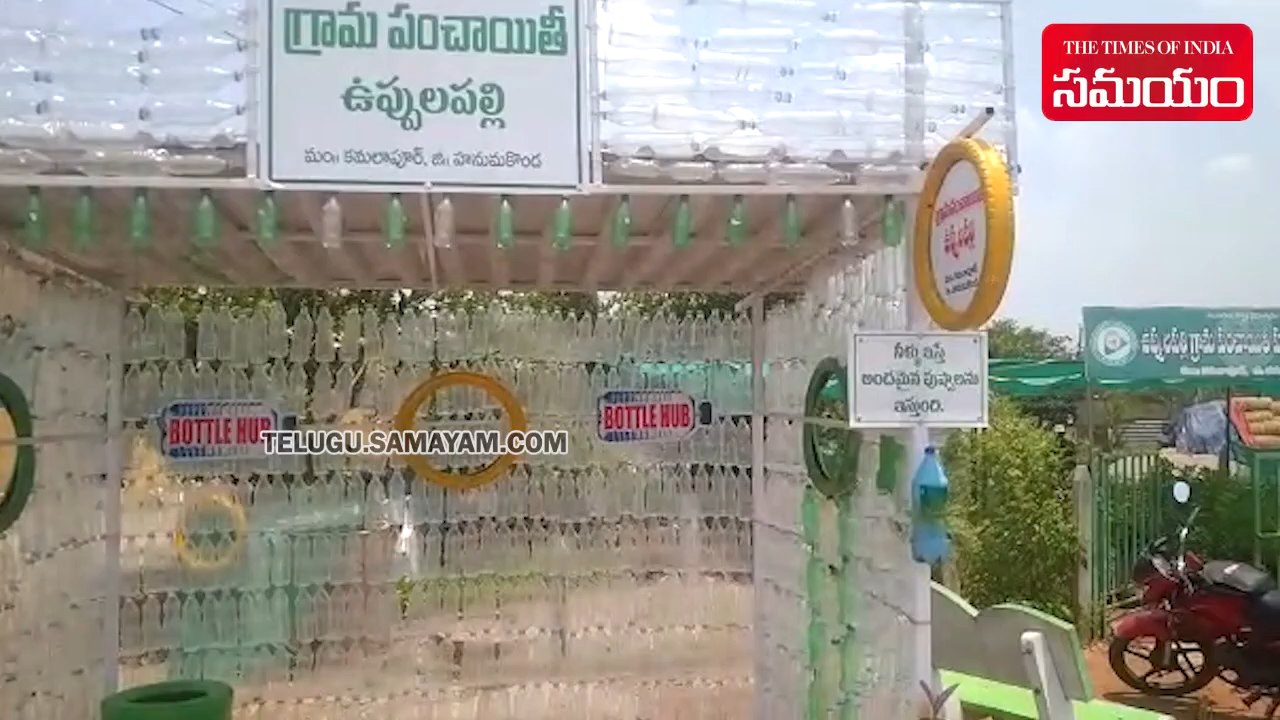 గ్రామ పంచాయితీ
ఉప్పులపల్లి
మం॥ కమలాపూర్, జి॥ హనుమకొండ
THE TIMES OF INDIA
సమయం
నీళ్ళు ఇస్తే
అందమైన పుష్పాలను
ఇస్తుంది.
BOTTLE HUB
BOTTLE HUB
TELUGU.SAMAYAM.COM